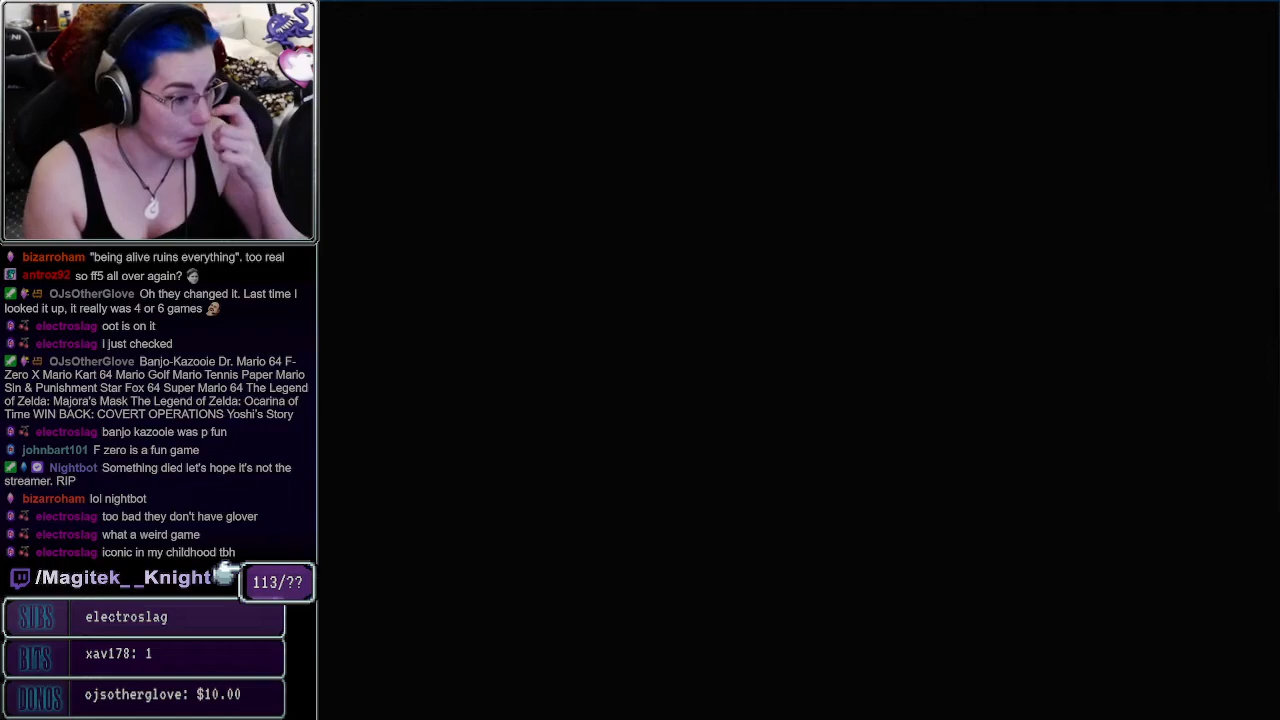 bizarroham "being alive ruins everything". too real
antroz92 so ff5 all over again?
OJsOtherGlove Oh they changed it. Last time I
looked it up, it really was 4 or 6 games
electroslag oot is on it
electroslag I just checked
OJsOtherGlove Banjo-Kazooie Dr. Mario 64 F-
Zero X Mario Kart 64 Mario Golf Mario Tennis Paper Mario
Sin & Punishment Star Fox 64 Super Mario 64 The Legend
of Zelda: Majora's Mask The Legend of Zelda: Ocarina of
Time WIN BACK: COVERT OPERATIONS Yoshi's Story
electroslag banjo kazooie was p fun
johnbart101 F zero is a fun game
Nightbot Something died let's hope it's not the
streamer. RIP
bizarroham lol nightbot
electroslag too bad they don't have glover
electroslag what a weird game
electroslag iconic in my childhood tbh
/Magitek__Knight
113/??
SUBS electroslag
BITS xav178: 1
DONOS ojsotherglove: $10.00